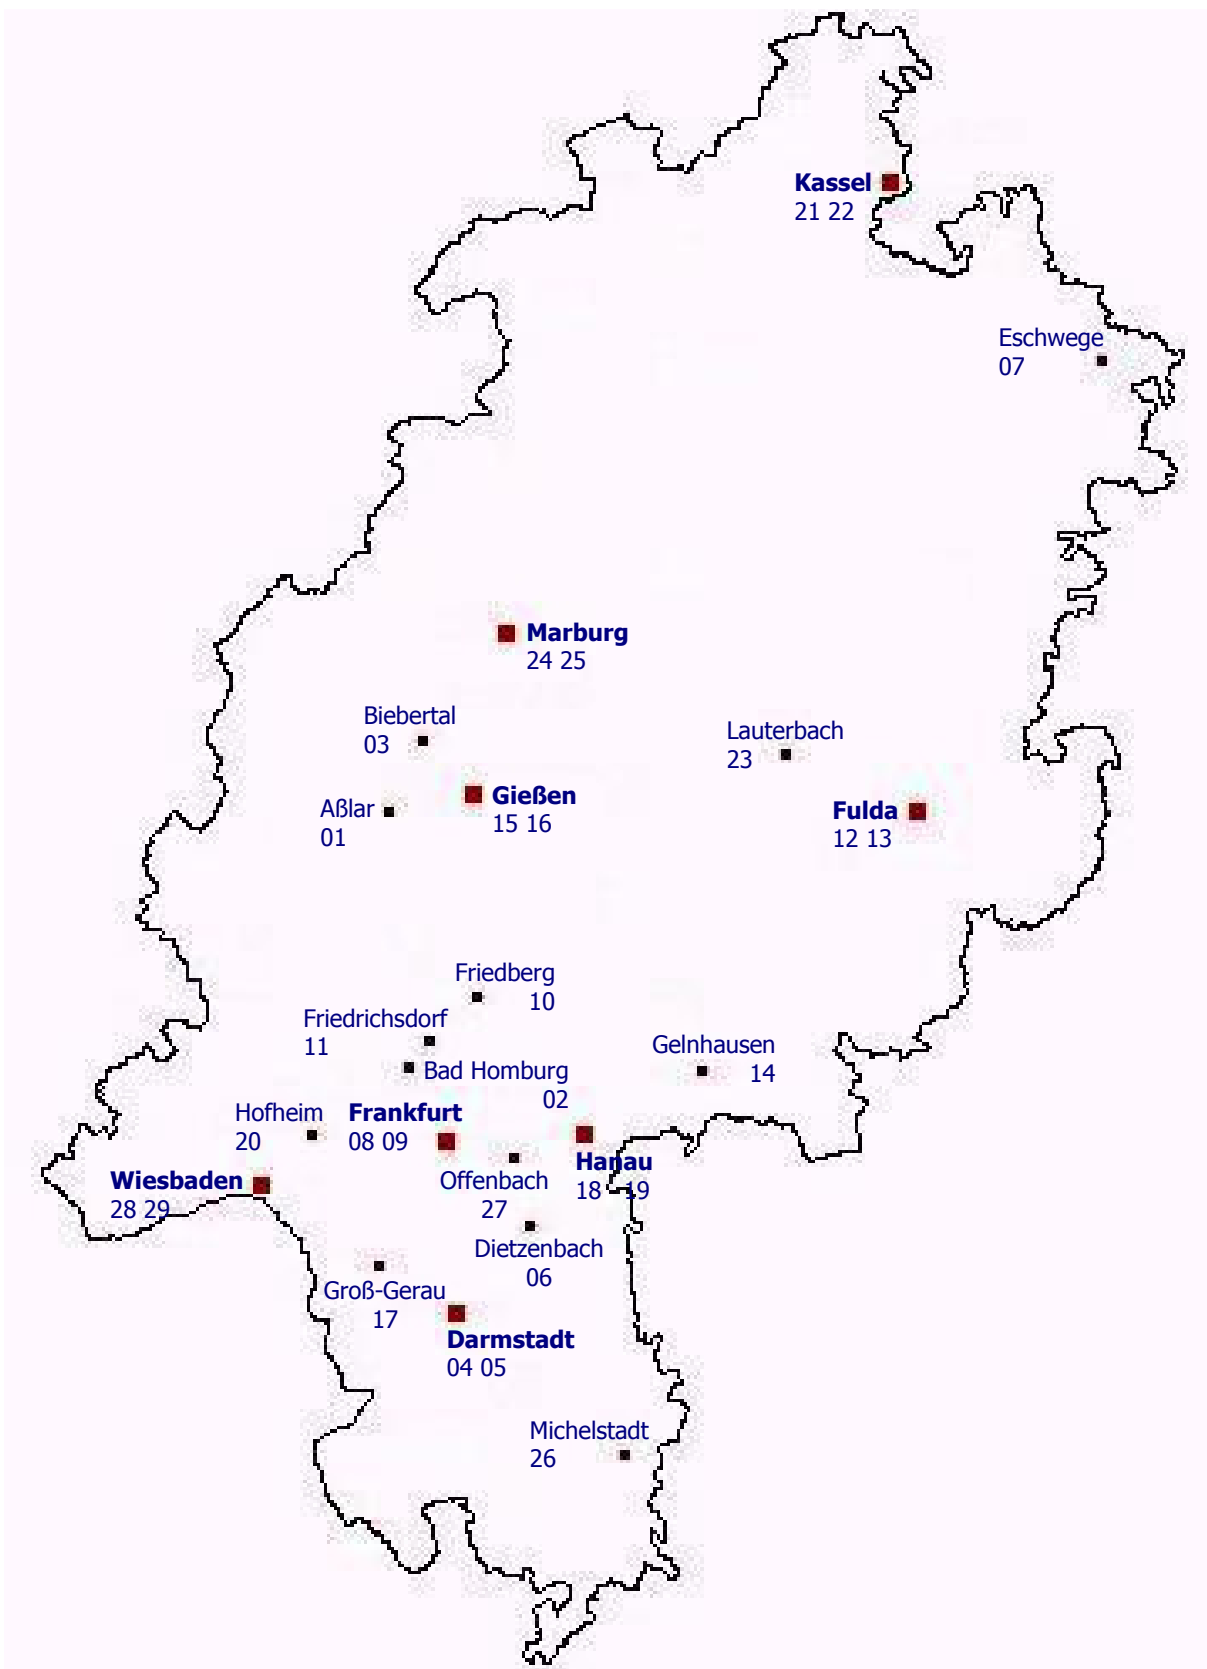 Kassel
21 22
Eschwege
07
Marburg
24 25
Biebertal
03
Lauterbach
23
Gießen
15 16
Aßlar
01
Fulda
12 13
Friedberg
10
Friedrichsdorf
11
Gelnhausen
14
Bad Homburg
02
Hofheim
20
Frankfurt
08 09
Hanau
18 19
Wiesbaden
28 29
Offenbach
27
Dietzenbach
06
Groß-Gerau
17
Darmstadt
04 05
Michelstadt
26